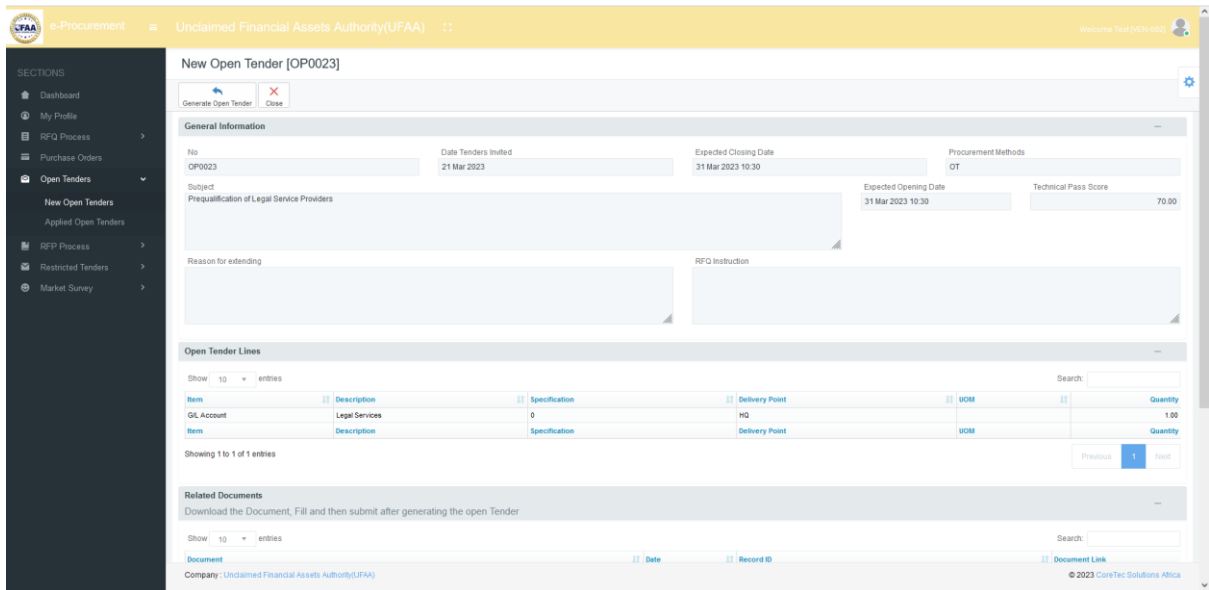 UFAA
e-Procurement
Unclaimed Financial Assets Authority(UFAA)
Welcome Test (VEN-602)
SECTIONS
Dashboard
My Profile
RFQ Process
Purchase Orders
Open Tenders
New Open Tenders
Applied Open Tenders
RFP Process
Restricted Tenders
Market Survey
New Open Tender [OP0023]
Generate Open Tender
Close
General Information
No
Date Tenders Invited
Expected Closing Date
Procurement Methods
OP0023
21 Mar 2023
31 Mar 2023 10:30
OT
Subject
Expected Opening Date
Technical Pass Score
Prequalification of Legal Service Providers
31 Mar 2023 10:30
70.00
Reason for extending
RFQ Instruction
Open Tender Lines
Show 10 entries
Search:
Item Description Specification Delivery Point UOM Quantity
G/L Account Legal Services 0 HQ 1.00
Item Description Specification Delivery Point UOM Quantity
Showing 1 to 1 of 1 entries
Previous 1 Next
Related Documents
Download the Document, Fill and then submit after generating the open Tender
Show 10 entries
Search:
Document Date Record ID Document Link
Company : Unclaimed Financial Assets Authority(UFAA)
© 2023 CoreTec Solutions Africa